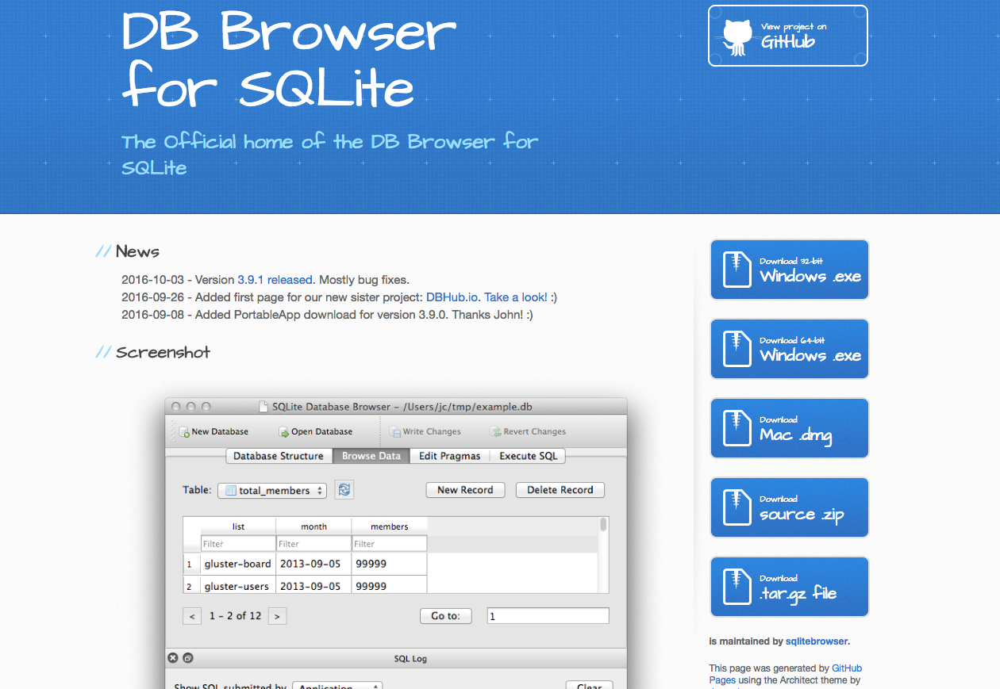 DB Browser
for SQLite
The Official home of the DB Browser for
SQLite
View project on
GitHub
// News
2016-10-03 - Version 3.9.1 released. Mostly bug fixes.
2016-09-26 - Added first page for our new sister project: DBHub.io. Take a look! :)
2016-09-08 - Added PortableApp download for version 3.9.0. Thanks John! :)
// Screenshot
SQLite Database Browser – /Users/jc/tmp/example.db
New Database Open Database Write Changes Revert Changes
Database Structure Browse Data Edit Pragmas Execute SQL
Table: total_members New Record Delete Record
list month members
Filter Filter Filter
1 gluster-board 2013-09-05 99999
2 gluster-users 2013-09-05 99999
< 1 – 2 of 12 > Go to: 1
SQL Log
Show SQL submitted by Application Clear
Download 32-bit
Windows .exe
Download 64-bit
Windows .exe
Download
Mac .dmg
Download
source .zip
Download
.tar.gz file
is maintained by sqlitebrowser.
This page was generated by GitHub
Pages using the Architect theme by